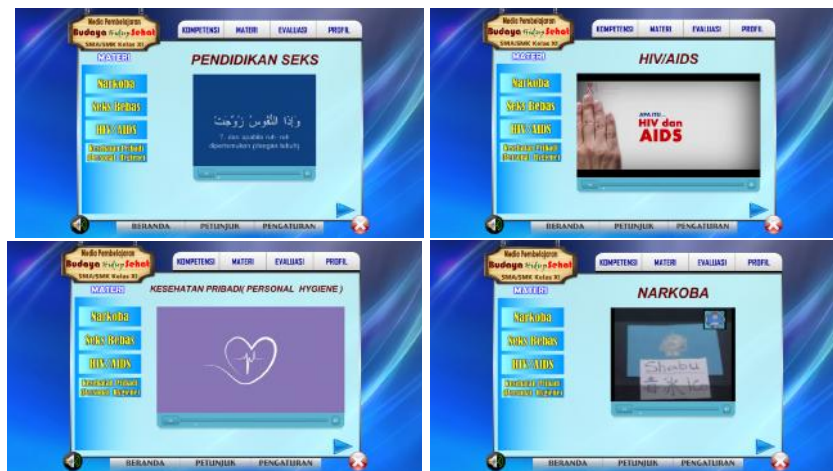 Media Pembelajaran
Budaya Hidup Sehat
SMA/SMK Kelas XI
KOMPETENSI MATERI EVALUASI PROFIL
MATERI
PENDIDIKAN SEKS
Narkoba
Seks Bebas
HIV/AIDS
Kesehatan Pribadi
(Personal Hygiene)
وَإِذَا النُّفُوسُ زُوِّجَتْ
7. dan apabila ruh-ruh
dipertemukan (dengan tubuh)
BERANDA PETUNJUK PENGATURAN
Media Pembelajaran
Budaya Hidup Sehat
SMA/SMK Kelas XI
KOMPETENSI MATERI EVALUASI PROFIL
MATERI
HIV/AIDS
Narkoba
Seks Bebas
HIV/AIDS
Kesehatan Pribadi
(Personal Hygiene)
APA ITU...
HIV dan
AIDS
BERANDA PETUNJUK PENGATURAN
Media Pembelajaran
Budaya Hidup Sehat
SMA/SMK Kelas XI
KOMPETENSI MATERI EVALUASI PROFIL
MATERI
KESEHATAN PRIBADI( PERSONAL HYGIENE )
Narkoba
Seks Bebas
HIV/AIDS
Kesehatan Pribadi
(Personal Hygiene)
BERANDA PETUNJUK PENGATURAN
Media Pembelajaran
Budaya Hidup Sehat
SMA/SMK Kelas XI
KOMPETENSI MATERI EVALUASI PROFIL
MATERI
NARKOBA
Narkoba
Seks Bebas
HIV/AIDS
Kesehatan Pribadi
(Personal Hygiene)
Shabu
BERANDA PETUNJUK PENGATURAN